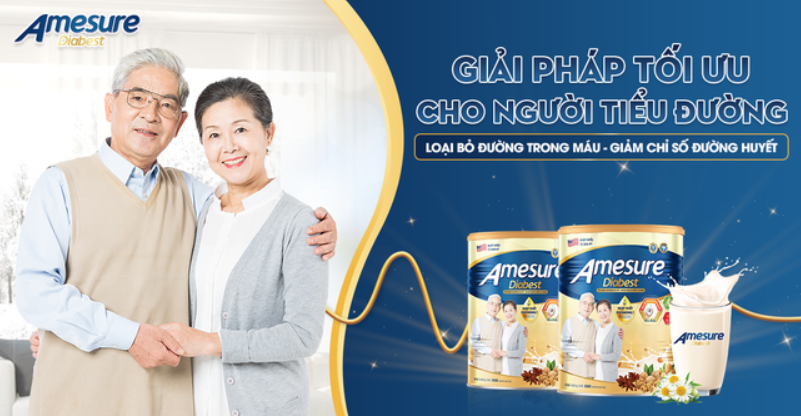 Amesure
Diabest
GIẢI PHÁP TỐI ƯU
CHO NGƯỜI TIỂU ĐƯỜNG
LOẠI BỎ ĐƯỜNG TRONG MÁU - GIẢM CHỈ SỐ ĐƯỜNG HUYẾT
Amesure
Diabest
Amesure
Diabest
Amesure
Diabest